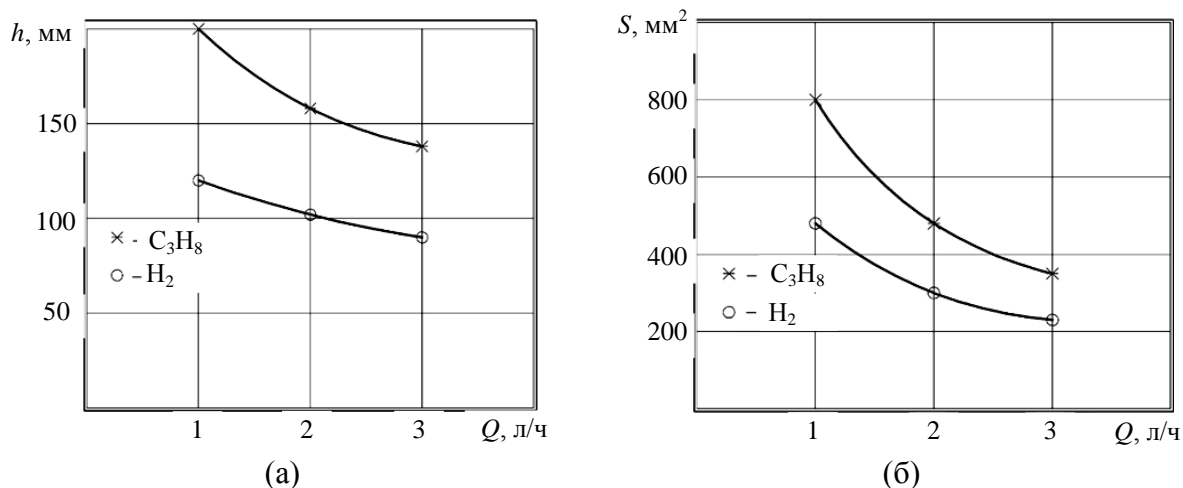 h, мм
150
100
50
× - C₃H₈
○ – H₂
1 2 3 Q, л/ч
(а)
S, мм²
800
600
400
200
× – C₃H₈
○ – H₂
1 2 3 Q, л/ч
(б)